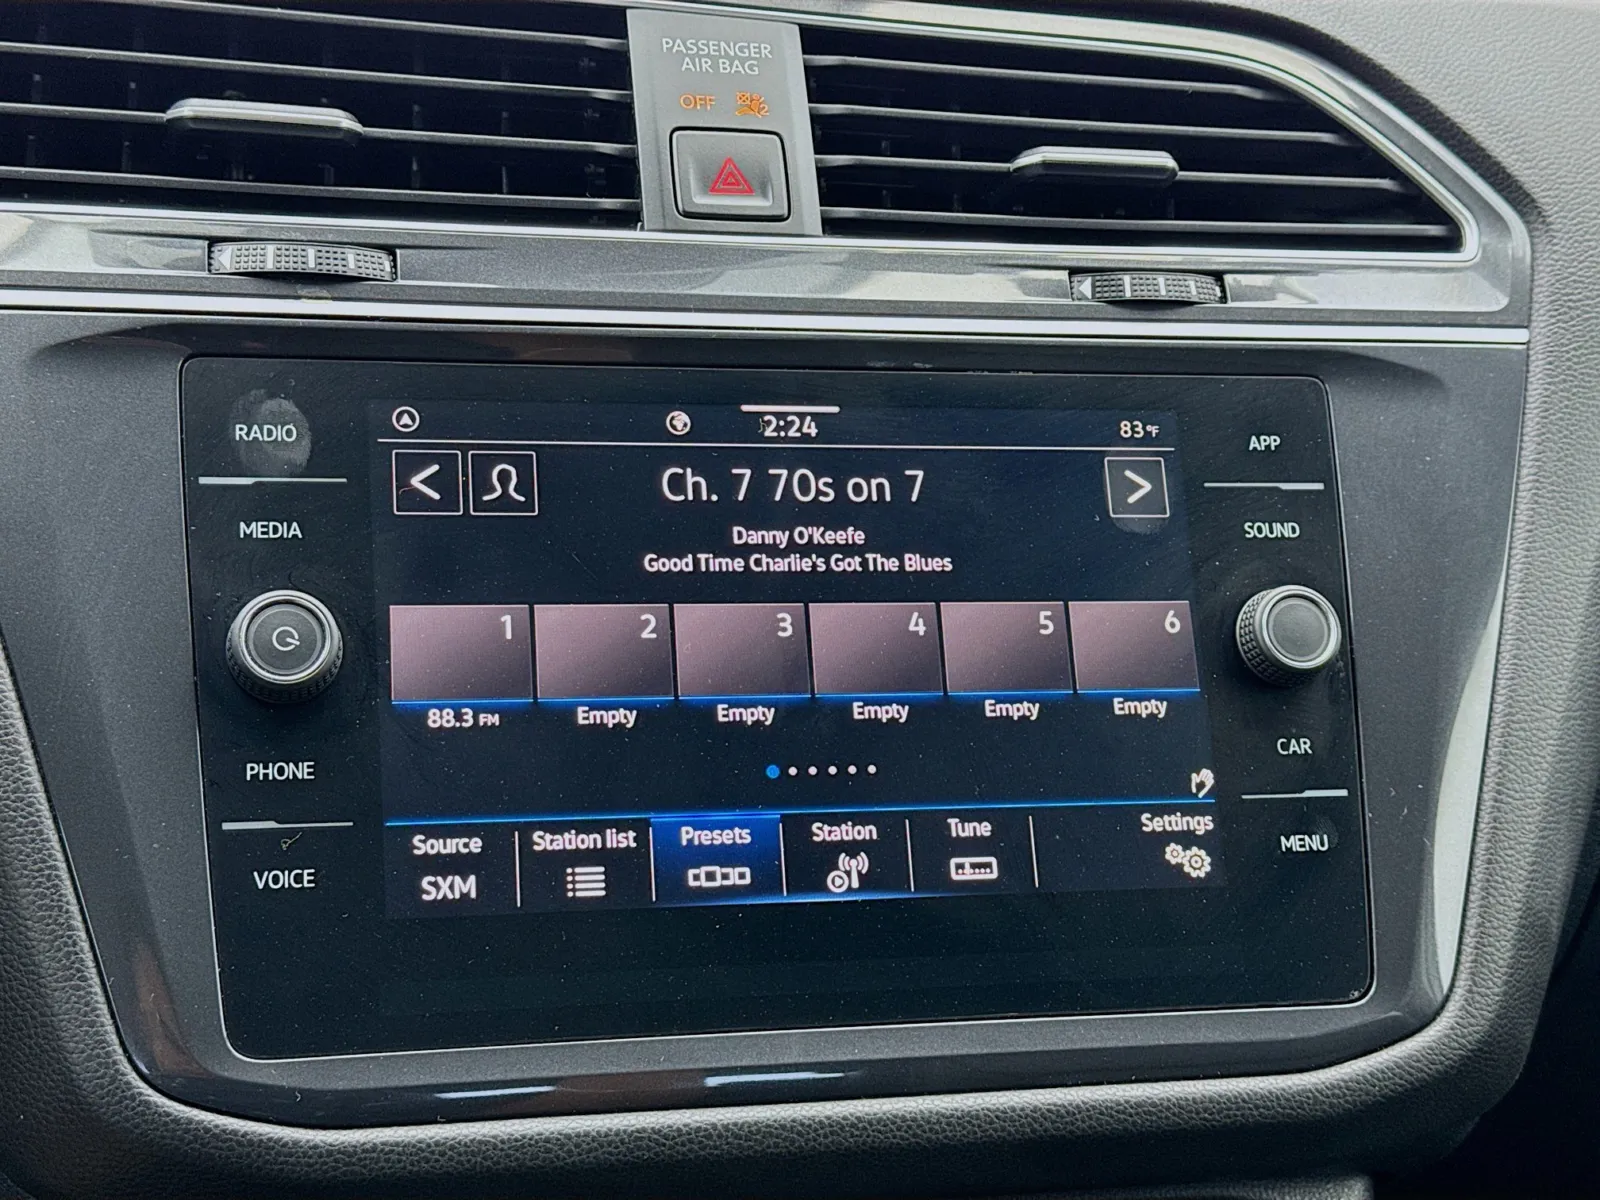 PASSENGER
AIR BAG
OFF
2:24
83°F
RADIO
MEDIA
PHONE
VOICE
APP
SOUND
CAR
MENU
Ch. 7 70s on 7
Danny O'Keefe
Good Time Charlie's Got The Blues
1 2 3 4 5 6
88.3 FM Empty Empty Empty Empty Empty
Source Station list Presets Station Tune Settings
SXM